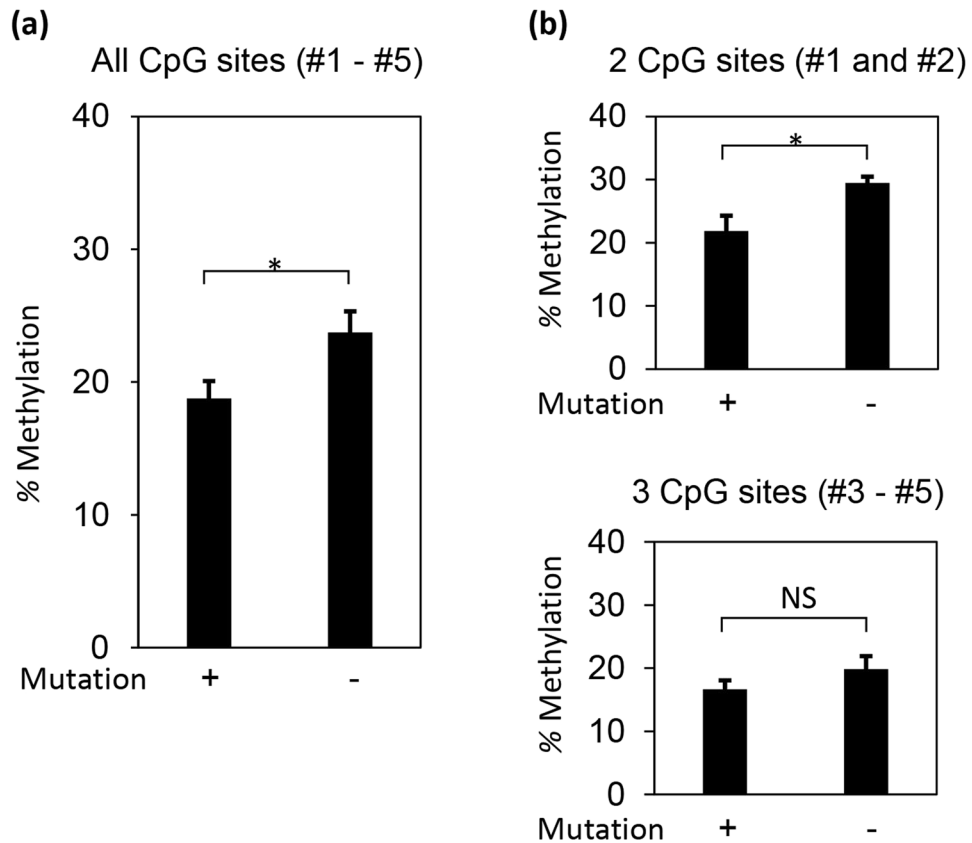 (a)
All CpG sites (#1 - #5)
% Methylation
40
30
20
10
0
*
Mutation + -
(b)
2 CpG sites (#1 and #2)
% Methylation
40
30
20
10
0
*
Mutation + -
3 CpG sites (#3 - #5)
% Methylation
40
30
20
10
0
NS
Mutation + -